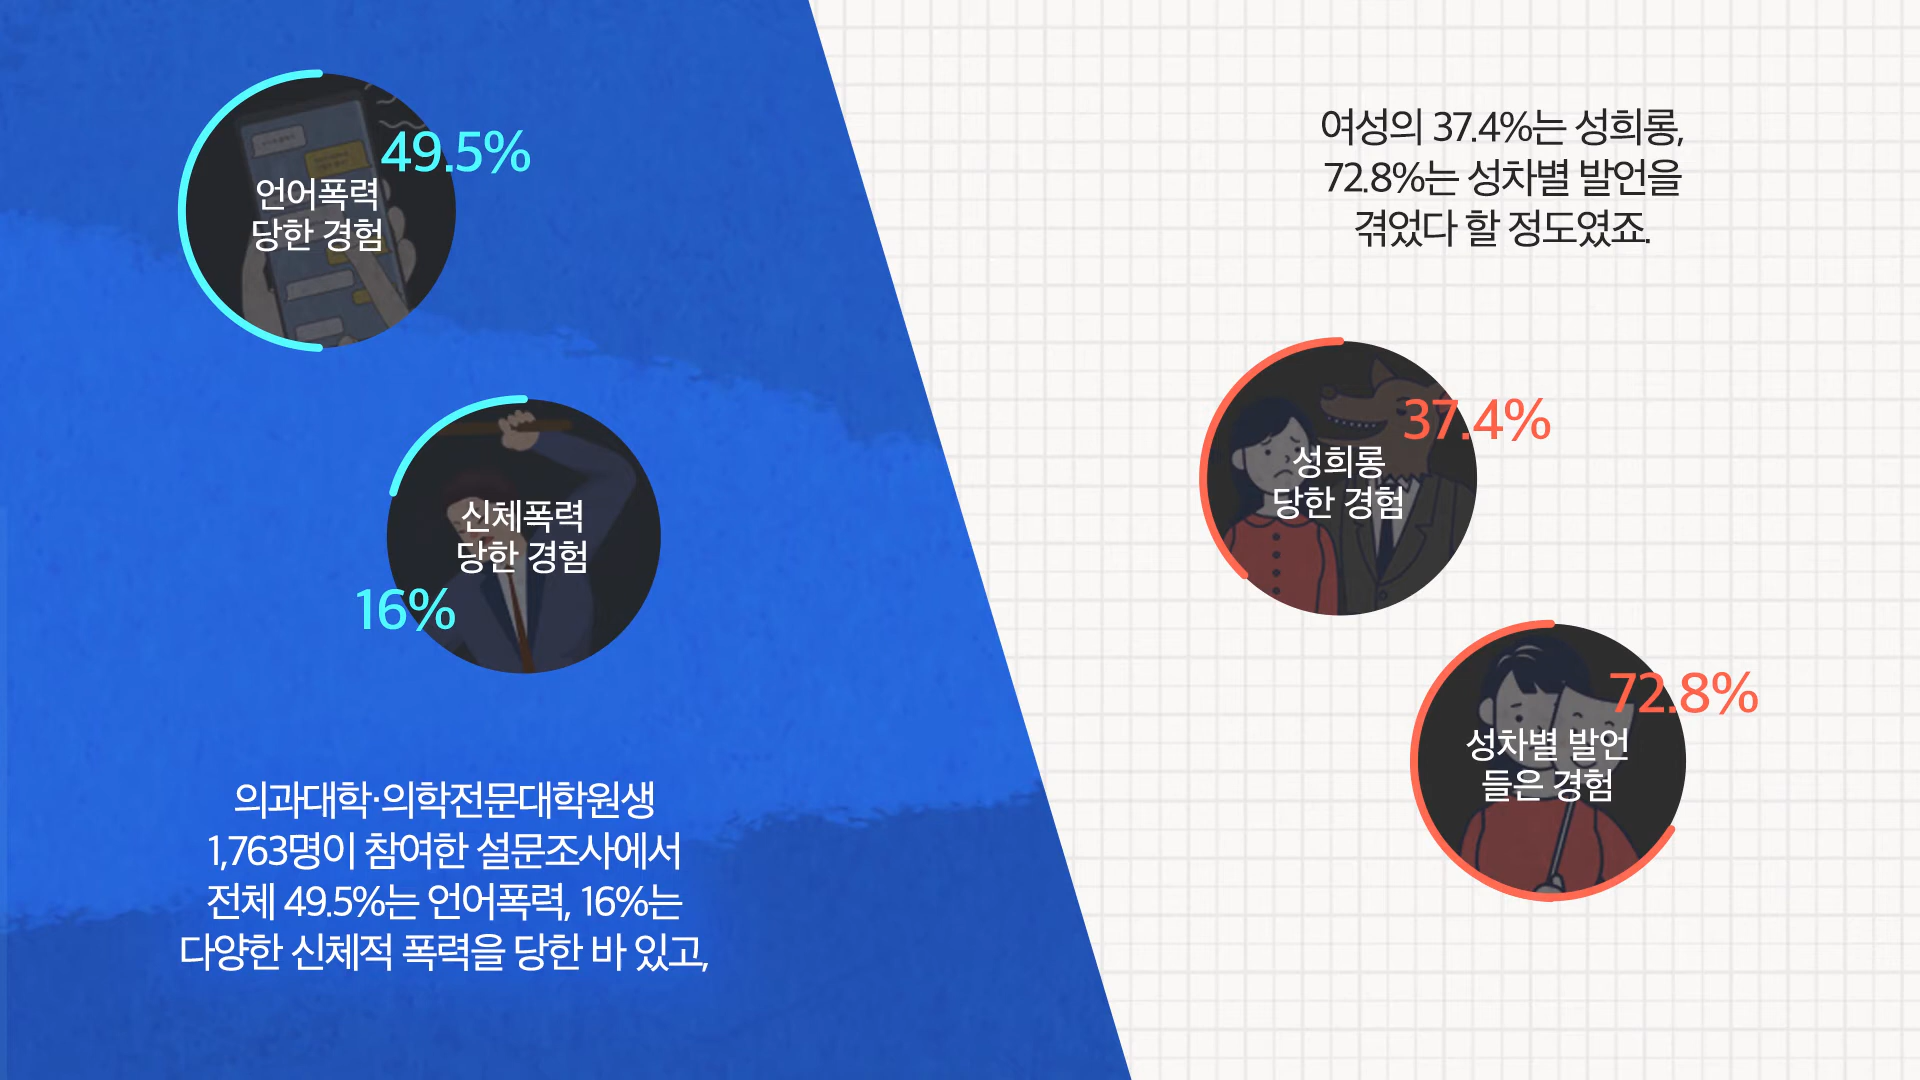 49.5%
언어폭력
당한 경험
신체폭력
당한 경험
16%
의과대학·의학전문대학원생
1,763명이 참여한 설문조사에서
전체 49.5%는 언어폭력, 16%는
다양한 신체적 폭력을 당한 바 있고,
여성의 37.4%는 성희롱,
72.8%는 성차별 발언을
겪었다 할 정도였죠.
37.4%
성희롱
당한 경험
72.8%
성차별 발언
들은 경험